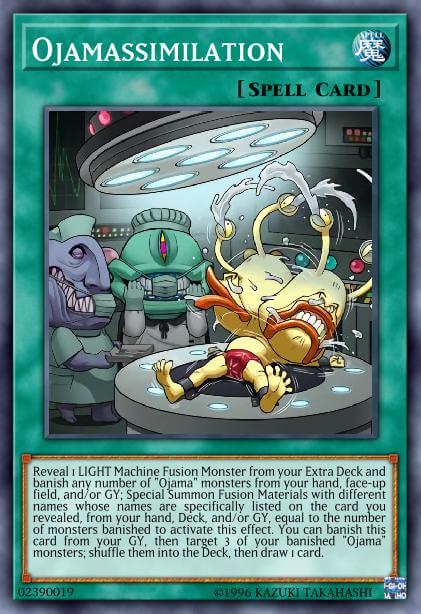 OJAMASSIMILATION
SPELL
魔
[SPELL CARD]
Reveal 1 LIGHT Machine Fusion Monster from your Extra Deck and
banish any number of "Ojama" monsters from your hand, face-up
field, and/or GY; Special Summon Fusion Materials with different
names whose names are specifically listed on the card you
revealed, from your hand, Deck, and/or GY, equal to the number
of monsters banished to activate this effect. You can banish
this card from your GY, then target 3 of your banished "Ojama"
monsters; shuffle them into the Deck, then draw 1 card.
02390019
©1996 KAZUKI TAKAHASHI